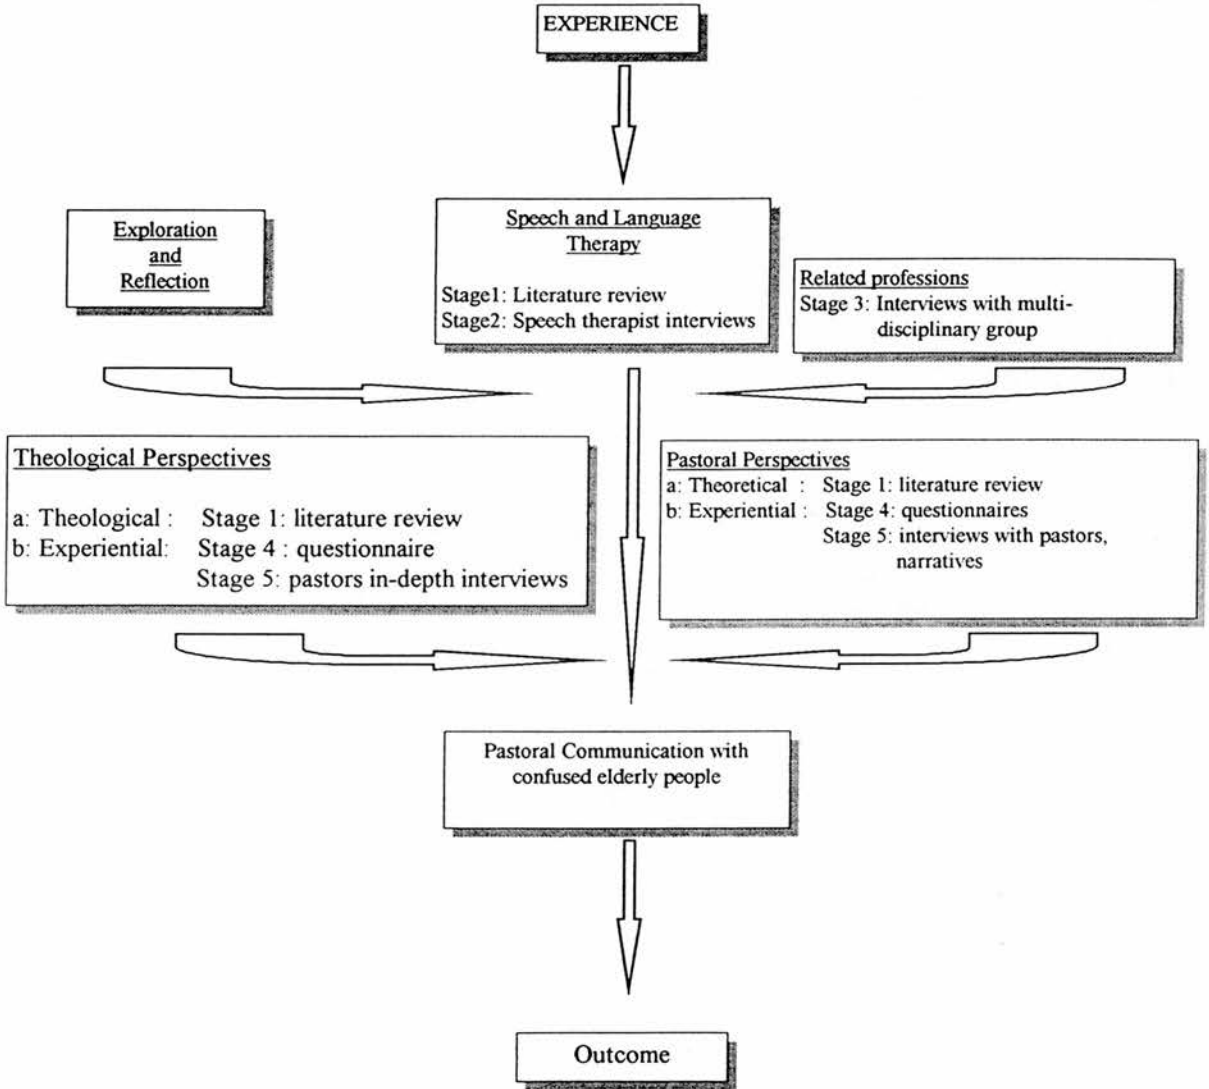 EXPERIENCE
Exploration
and
Reflection
Speech and Language
Therapy
Stage1: Literature review
Stage2: Speech therapist interviews
Related professions
Stage 3: Interviews with multi-
disciplinary group
Theological Perspectives
a: Theological : Stage 1: literature review
b: Experiential: Stage 4 : questionnaire
Stage 5: pastors in-depth interviews
Pastoral Perspectives
a: Theoretical : Stage 1: literature review
b: Experiential : Stage 4: questionnaires
Stage 5: interviews with pastors,
narratives
Pastoral Communication with
confused elderly people
Outcome